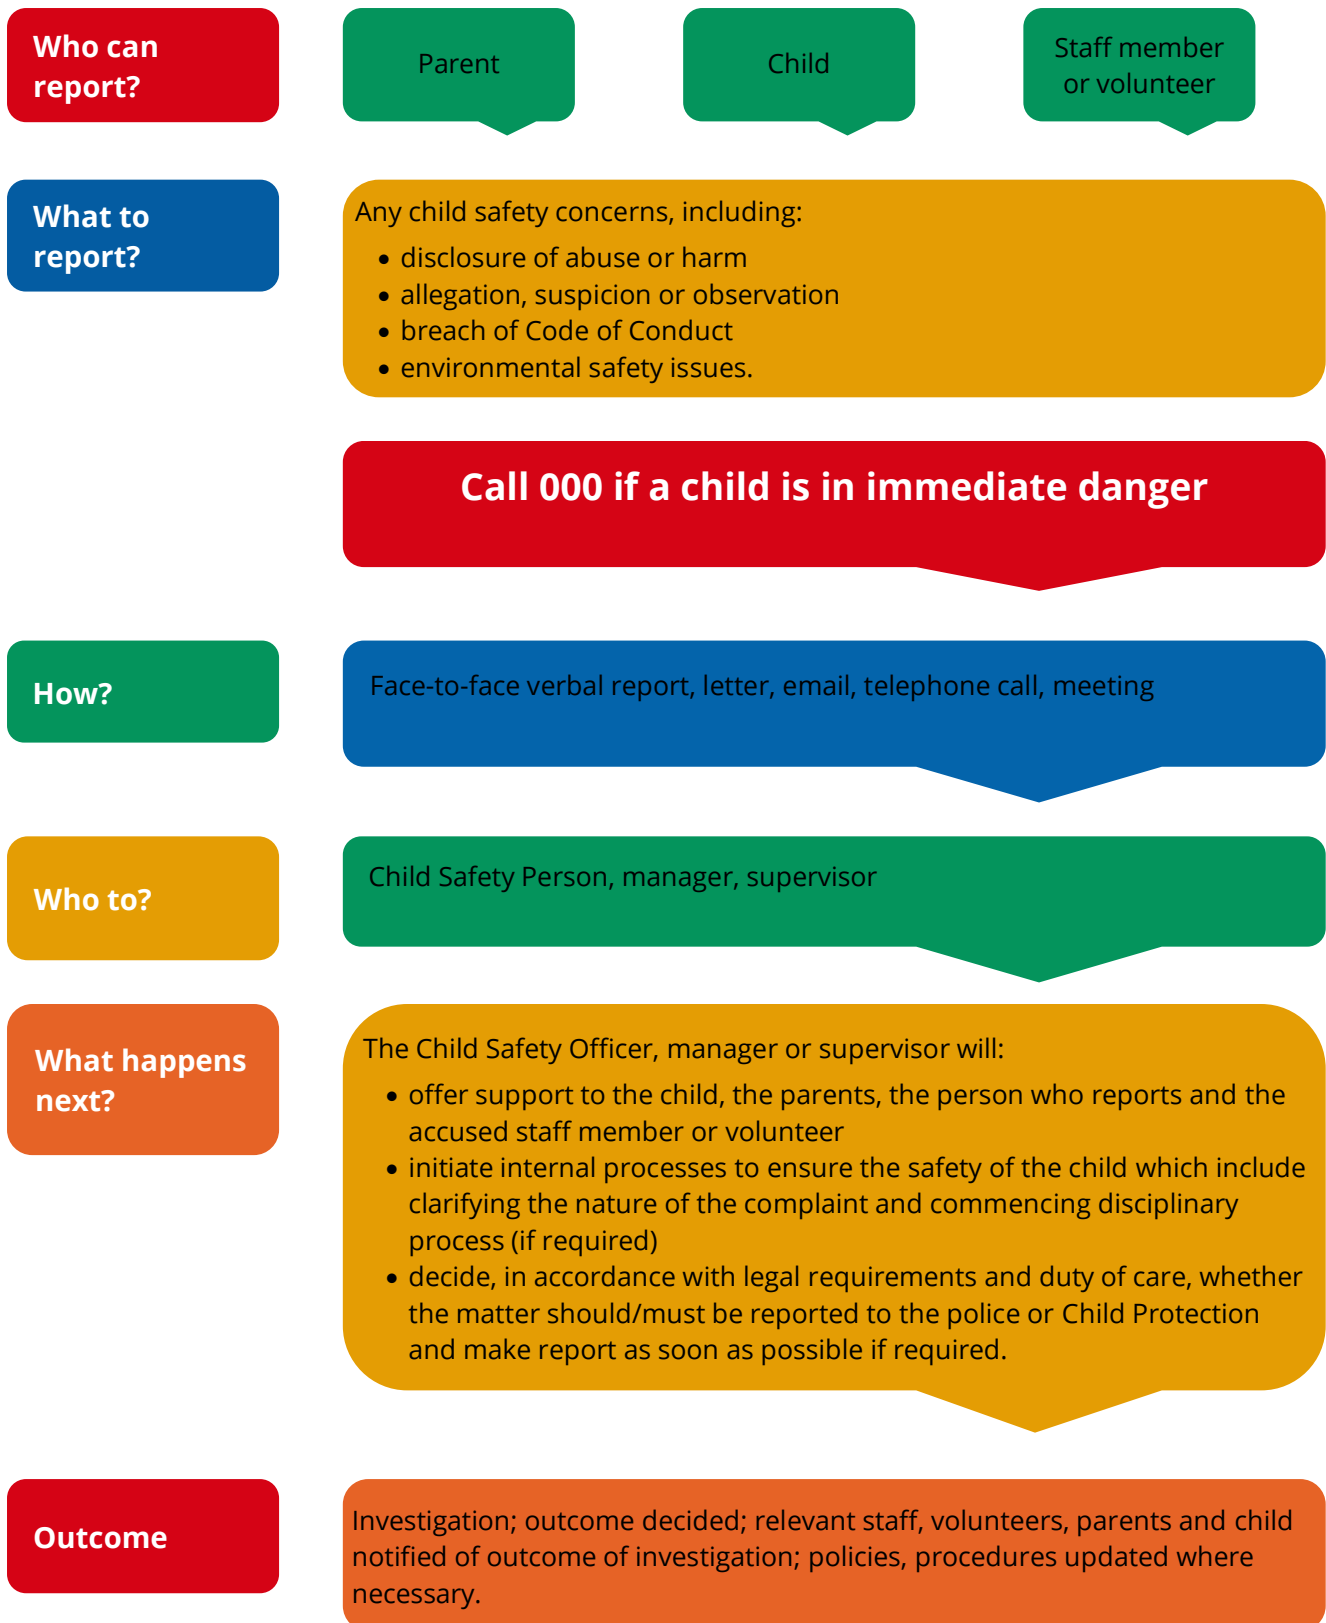 Who can
report?
Parent
Child
Staff member
or volunteer
What to
report?
Any child safety concerns, including:
• disclosure of abuse or harm
• allegation, suspicion or observation
• breach of Code of Conduct
• environmental safety issues.
Call 000 if a child is in immediate danger
How?
Face-to-face verbal report, letter, email, telephone call, meeting
Who to?
Child Safety Person, manager, supervisor
What happens
next?
The Child Safety Officer, manager or supervisor will:
• offer support to the child, the parents, the person who reports and the
accused staff member or volunteer
• initiate internal processes to ensure the safety of the child which include
clarifying the nature of the complaint and commencing disciplinary
process (if required)
• decide, in accordance with legal requirements and duty of care, whether
the matter should/must be reported to the police or Child Protection
and make report as soon as possible if required.
Outcome
Investigation; outcome decided; relevant staff, volunteers, parents and child
notified of outcome of investigation; policies, procedures updated where
necessary.